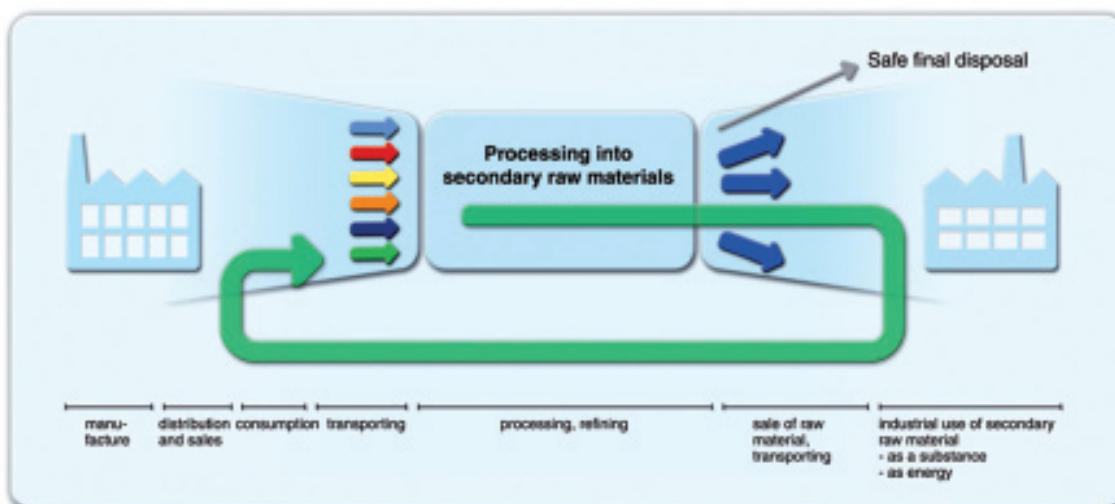 Safe final disposal
Processing into
secondary raw materials
manu-
facture
distribution
and sales
consumption
transporting
processing, refining
sale of raw
material,
transporting
industrial use of secondary
raw material
- as a substance
- as energy